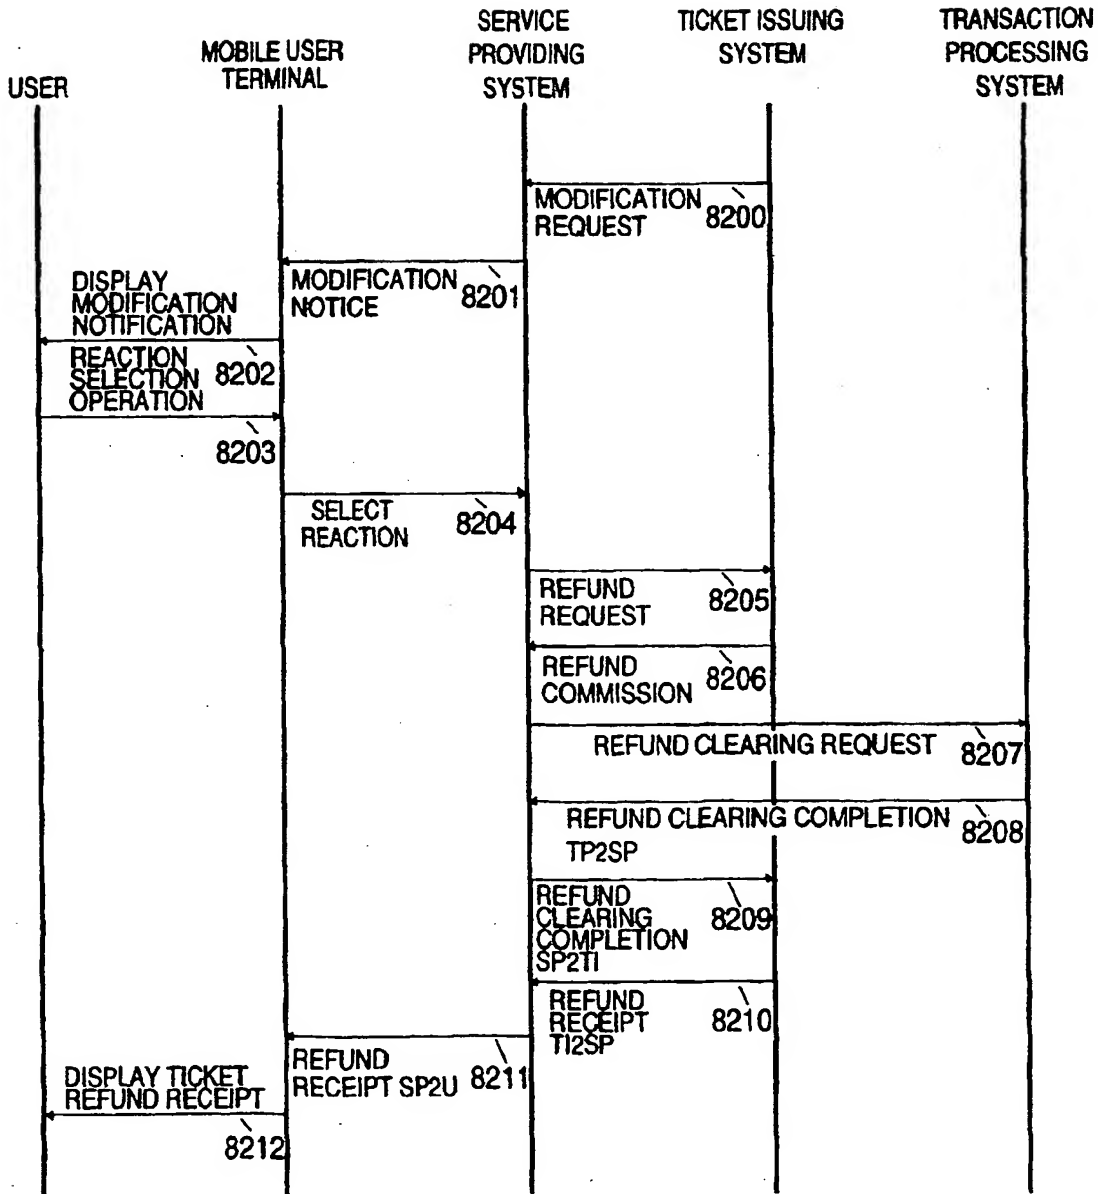 USER
MOBILE USER
TERMINAL
SERVICE
PROVIDING
SYSTEM
TICKET ISSUING
SYSTEM
TRANSACTION
PROCESSING
SYSTEM
MODIFICATION
REQUEST
8200
MODIFICATION
NOTICE
8201
DISPLAY
MODIFICATION
NOTIFICATION
8202
REACTION
SELECTION
OPERATION
8203
SELECT
REACTION
8204
REFUND
REQUEST
8205
REFUND
COMMISSION
8206
REFUND CLEARING REQUEST
8207
REFUND CLEARING COMPLETION
TP2SP
8208
REFUND
CLEARING
COMPLETION
SP2TI
8209
REFUND
RECEIPT
TI2SP
8210
REFUND
RECEIPT SP2U
8211
DISPLAY TICKET
REFUND RECEIPT
8212